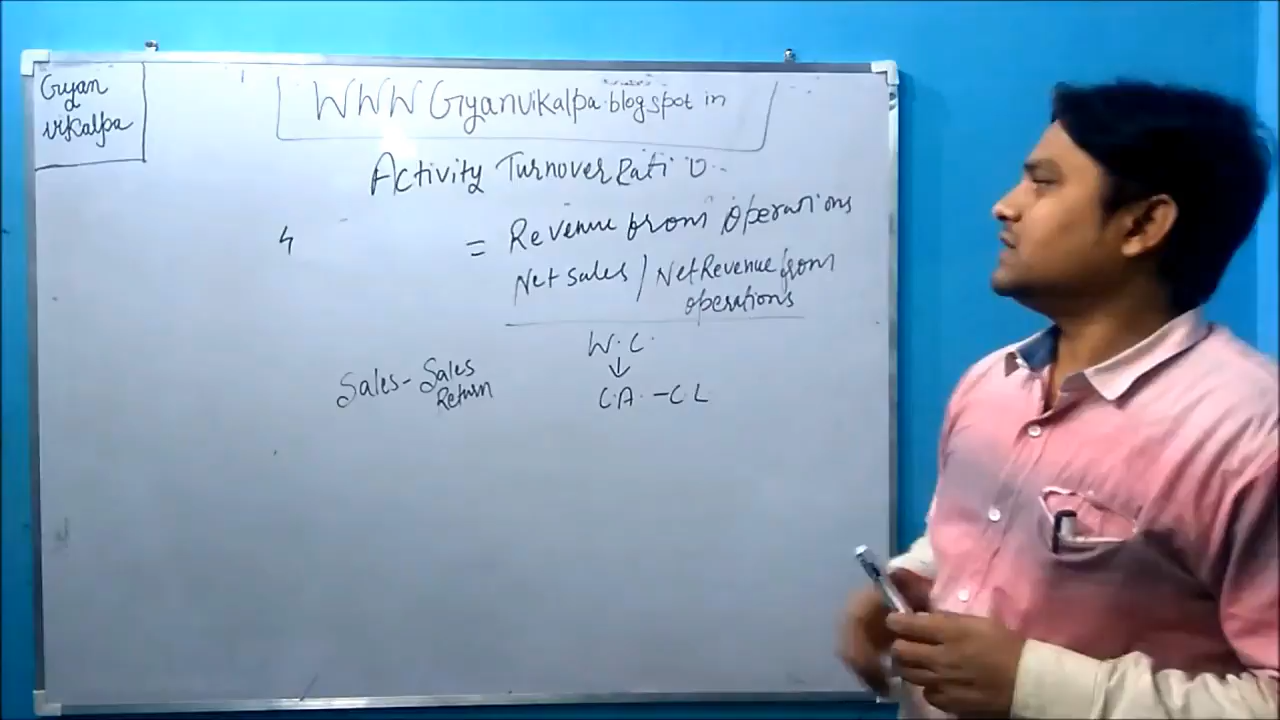 Gyan
vikalpa
WWW Gyanvikalpa.blogspot in
Activity Turnover Ratio
4
= Revenue from operations
Net sales / Net Revenue from
operations
W.C.
↓
C.A. - C L
Sales - Sales
Return